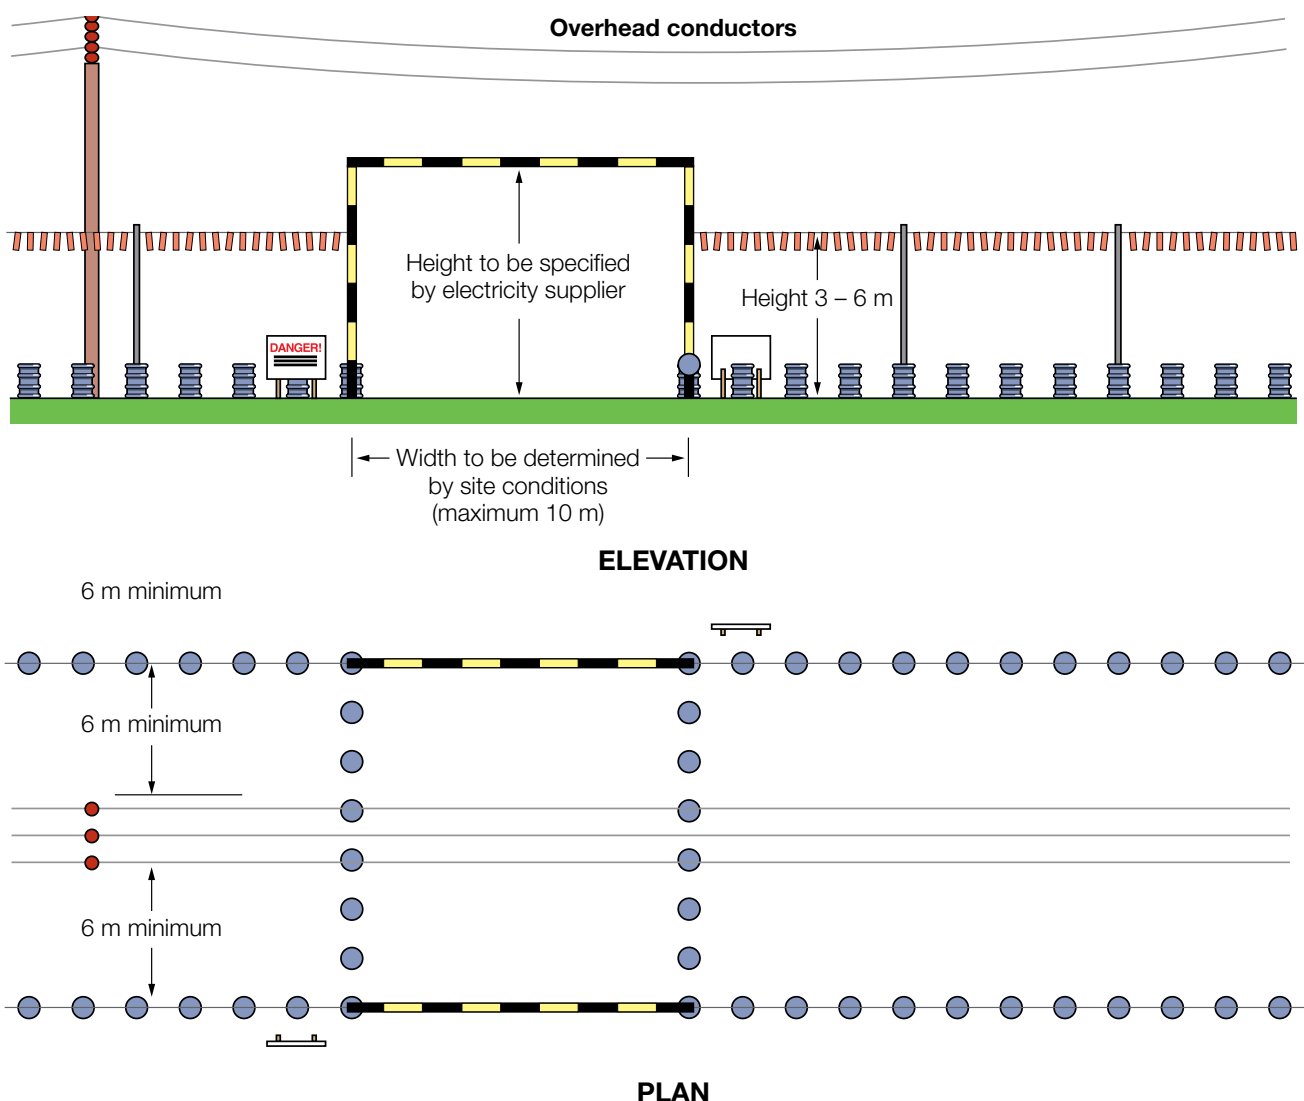 Overhead conductors
Height to be specified
by electricity supplier
Height 3 – 6 m
DANGER!
Width to be determined
by site conditions
(maximum 10 m)
ELEVATION
6 m minimum
6 m minimum
6 m minimum
PLAN